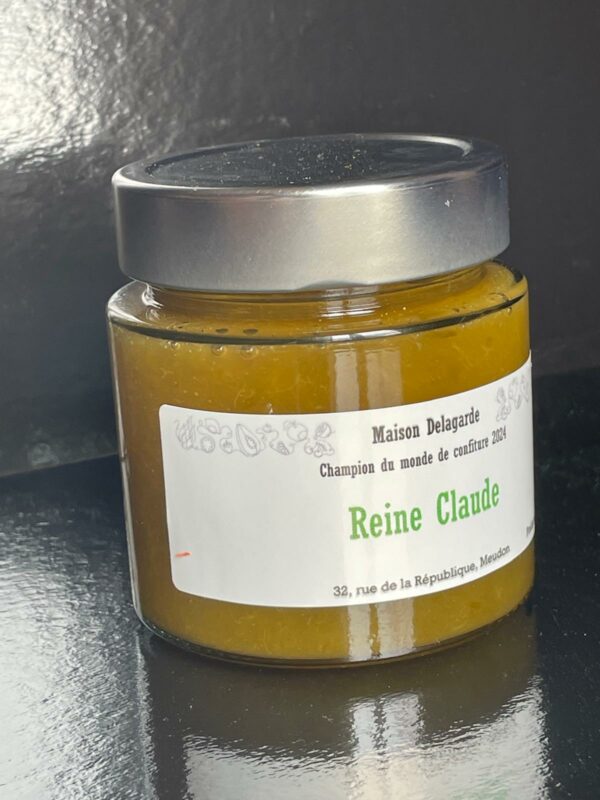 Maison Delagarde
Champion du monde de confiture 2024
Reine Claude
32, rue de la République, Meudon